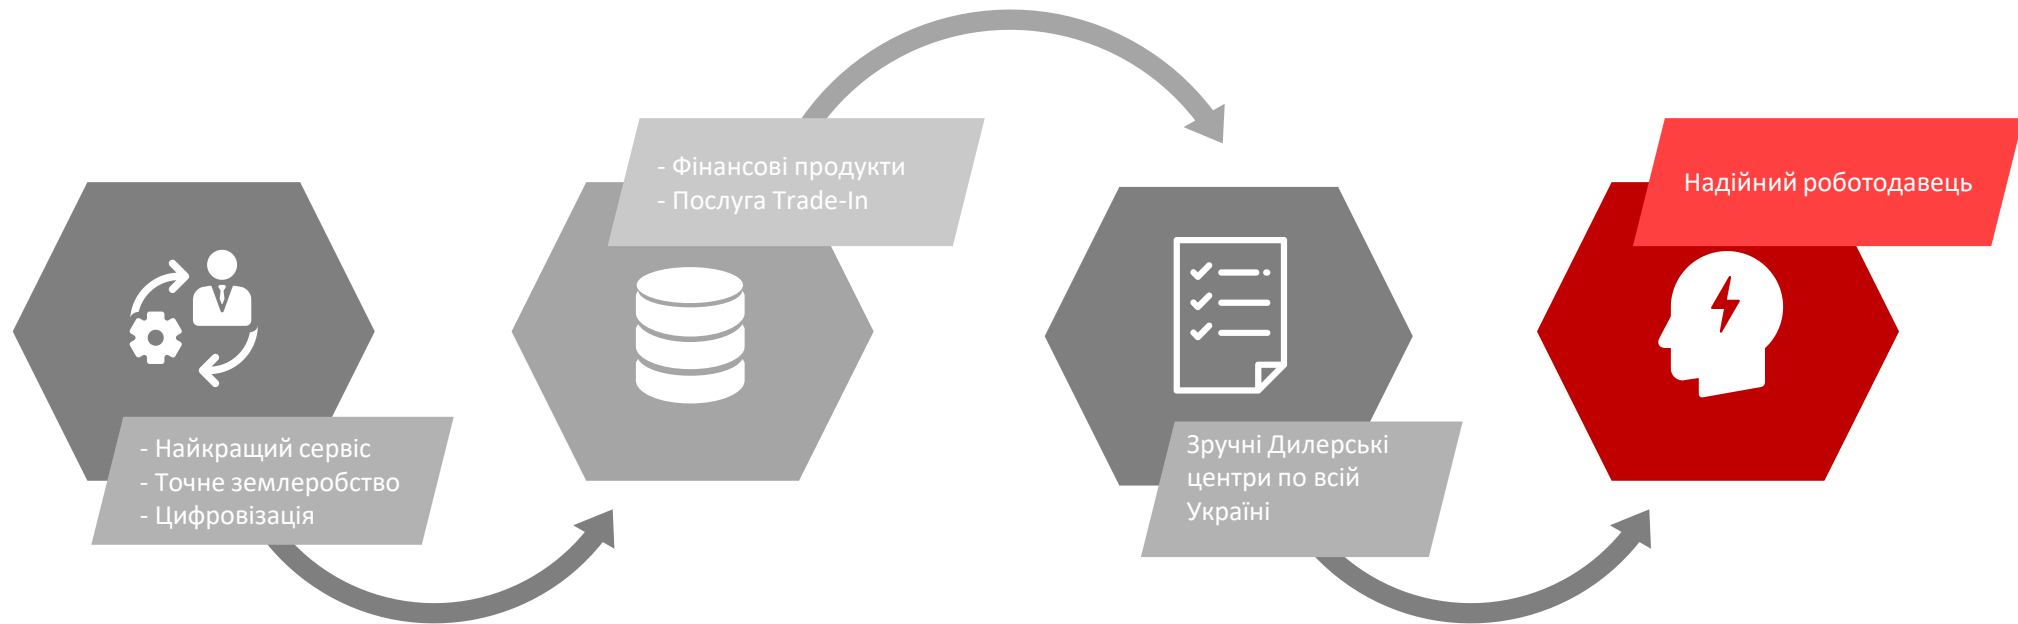 - Найкращий сервіс
- Точне землеробство
- Цифровізація
- Фінансові продукти
- Послуга Trade-In
Зручні Дилерські
центри по всій
Україні
Надійний роботодавець